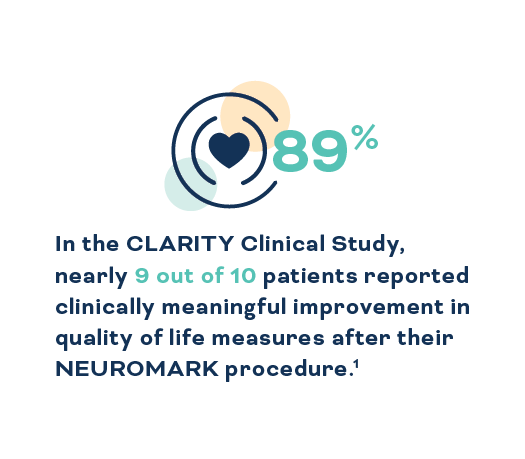 89%
In the CLARITY Clinical Study,
nearly 9 out of 10 patients reported
clinically meaningful improvement in
quality of life measures after their
NEUROMARK procedure.¹